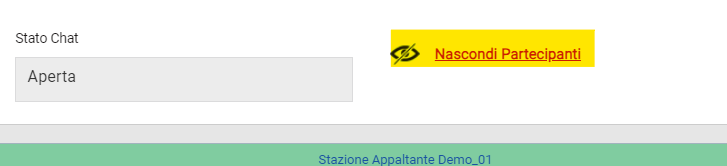 Stato Chat
Nascondi Partecipanti
Aperta
Stazione Appaltante Demo_01